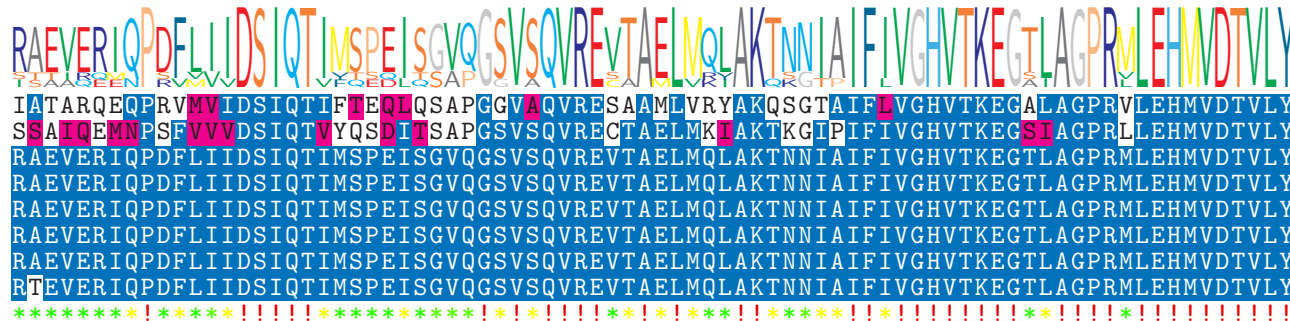 RAEVERIQPDFLIIDSIQTIMSPEISGVQGSVSQVREVTAELMQLAKTNNIAIFIVGHVTKEGTLAGPRMLEHMVDTVLY
IATARQEQPRVMVIDSIQTIFTEQLQSAPGGVAQVRESAAMLVRYAKQSGTAIFLVGHVTKEGALAGPRVLEHMVDTVLY
SSAIQEMNPSFVVVDSIQTVYQSDITSAPGSVSQVRECTAELMKIAKTKGIPIFIVGHVTKEGSIAGPRLLEHMVDTVLY
RAEVERIQPDFLIIDSIQTIMSPEISGVQGSVSQVREVTAELMQLAKTNNIAIFIVGHVTKEGTLAGPRMLEHMVDTVLY
RAEVERIQPDFLIIDSIQTIMSPEISGVQGSVSQVREVTAELMQLAKTNNIAIFIVGHVTKEGTLAGPRMLEHMVDTVLY
RAEVERIQPDFLIIDSIQTIMSPEISGVQGSVSQVREVTAELMQLAKTNNIAIFIVGHVTKEGTLAGPRMLEHMVDTVLY
RAEVERIQPDFLIIDSIQTIMSPEISGVQGSVSQVREVTAELMQLAKTNNIAIFIVGHVTKEGTLAGPRMLEHMVDTVLY
RAEVERIQPDFLIIDSIQTIMSPEISGVQGSVSQVREVTAELMQLAKTNNIAIFIVGHVTKEGTLAGPRMLEHMVDTVLY
RTEVERIQPDFLIIDSIQTIMSPEISGVQGSVSQVREVTAELMQLAKTNNIAIFIVGHVTKEGTLAGPRMLEHMVDTVLY
********!*****!!!!!**********!*!*!!!!**!*!***!!*****!!*!!!!!!!!**!!!!*!!!!!!!!!!